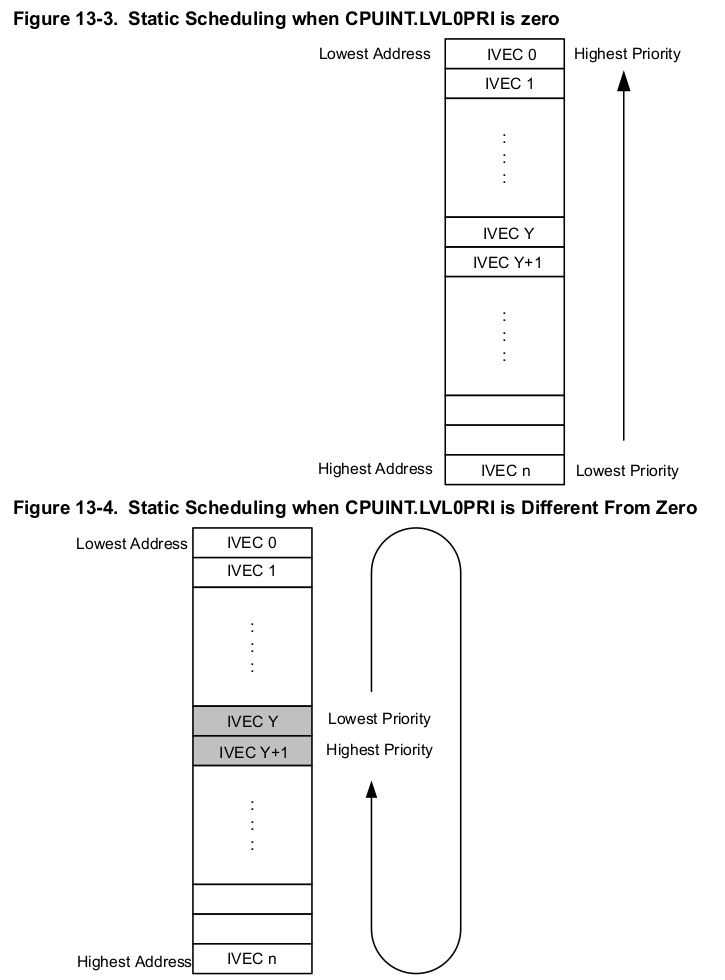 Figure 13-3. Static Scheduling when CPUINT.LVL0PRI is zero
Lowest Address IVEC 0 Highest Priority
IVEC 1
:
:
:
IVEC Y
IVEC Y+1
:
:
:
Highest Address IVEC n Lowest Priority
Figure 13-4. Static Scheduling when CPUINT.LVL0PRI is Different From Zero
Lowest Address IVEC 0
IVEC 1
:
:
:
IVEC Y Lowest Priority
IVEC Y+1 Highest Priority
:
:
:
Highest Address IVEC n